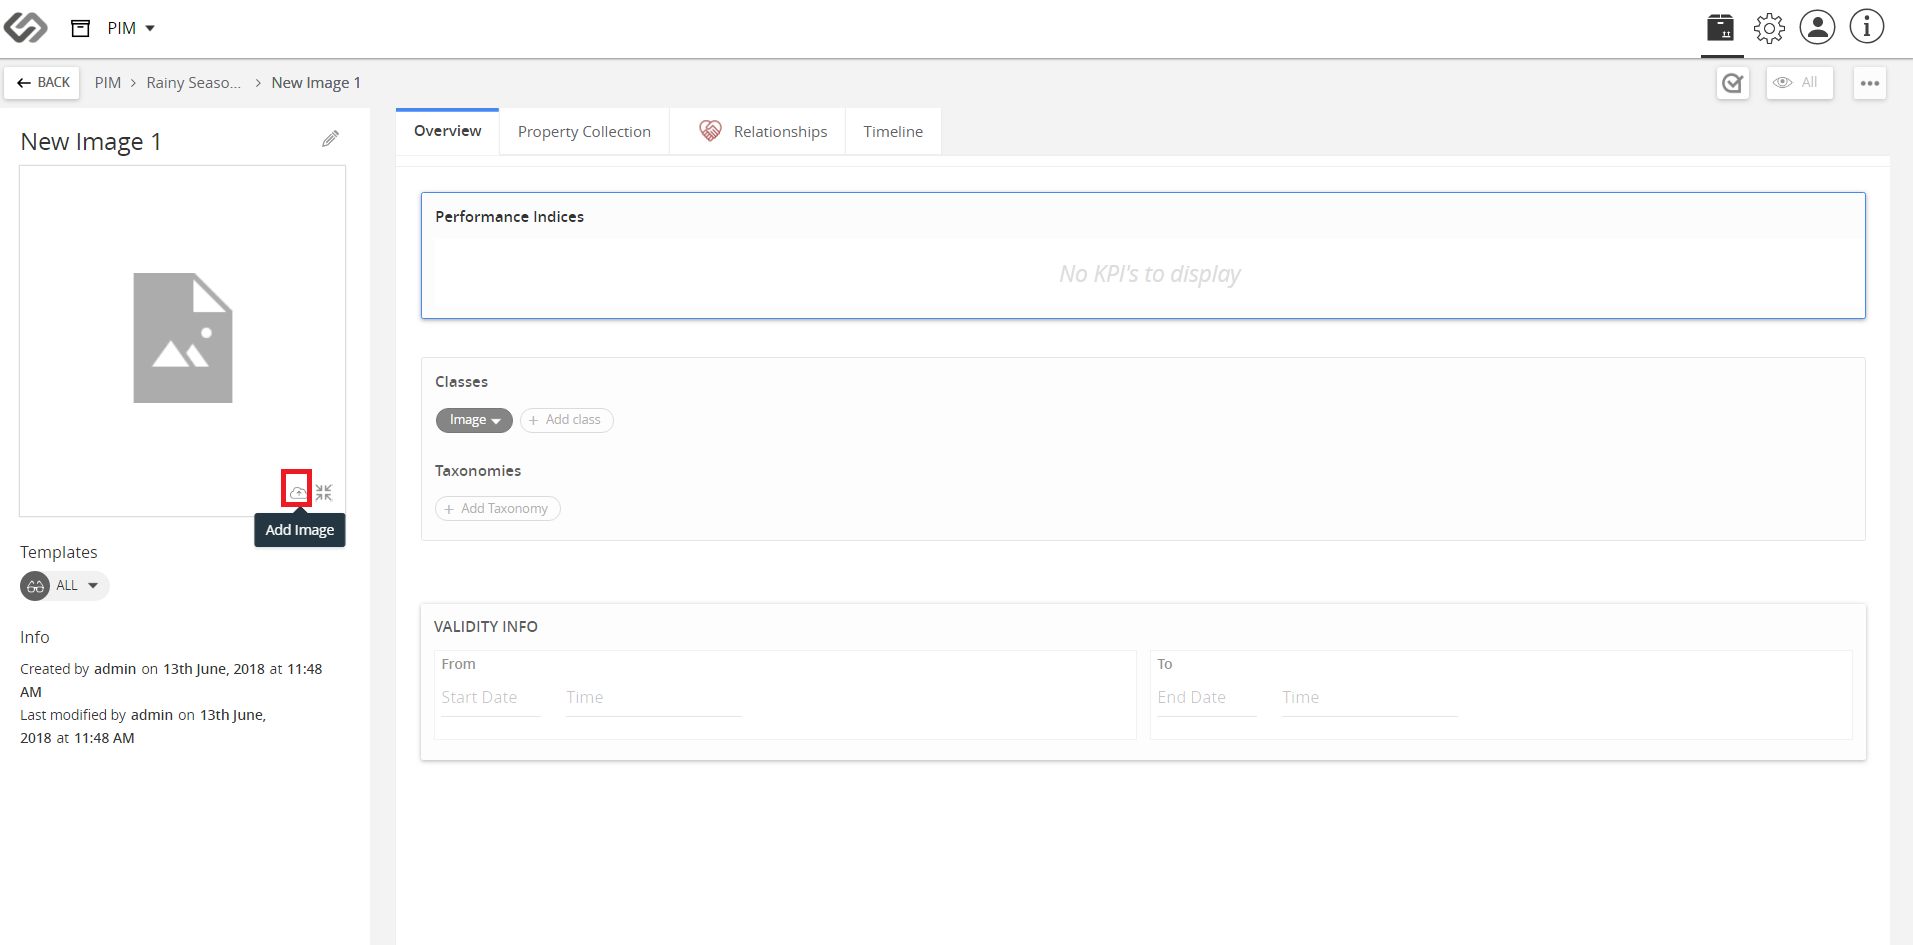 PIM
BACK
PIM > Rainy Seaso... > New Image 1
All
New Image 1
Add Image
Templates
ALL
Info
Created by admin on 13th June, 2018 at 11:48
AM
Last modified by admin on 13th June,
2018 at 11:48 AM
Overview
Property Collection
Relationships
Timeline
Performance Indices
No KPI's to display
Classes
Image
+ Add class
Taxonomies
+ Add Taxonomy
VALIDITY INFO
From
Start Date
Time
To
End Date
Time